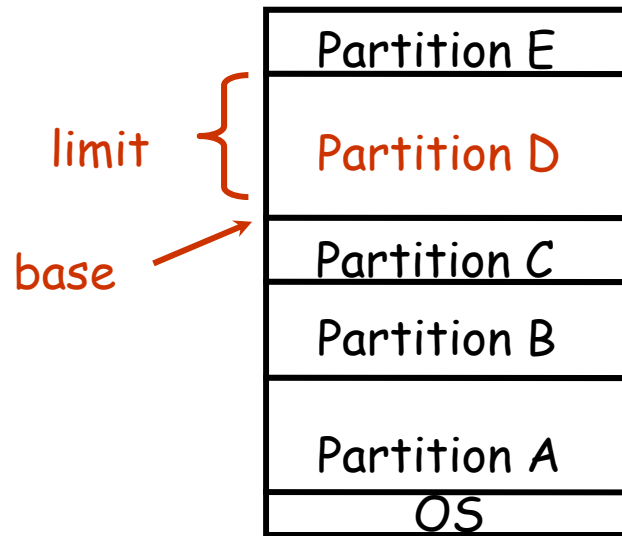 Partition E
limit
Partition D
base
Partition C
Partition B
Partition A
OS